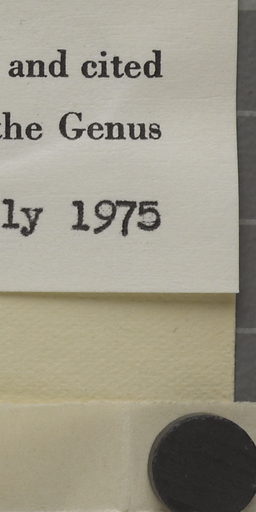 and cited
the Genus
ly 1975